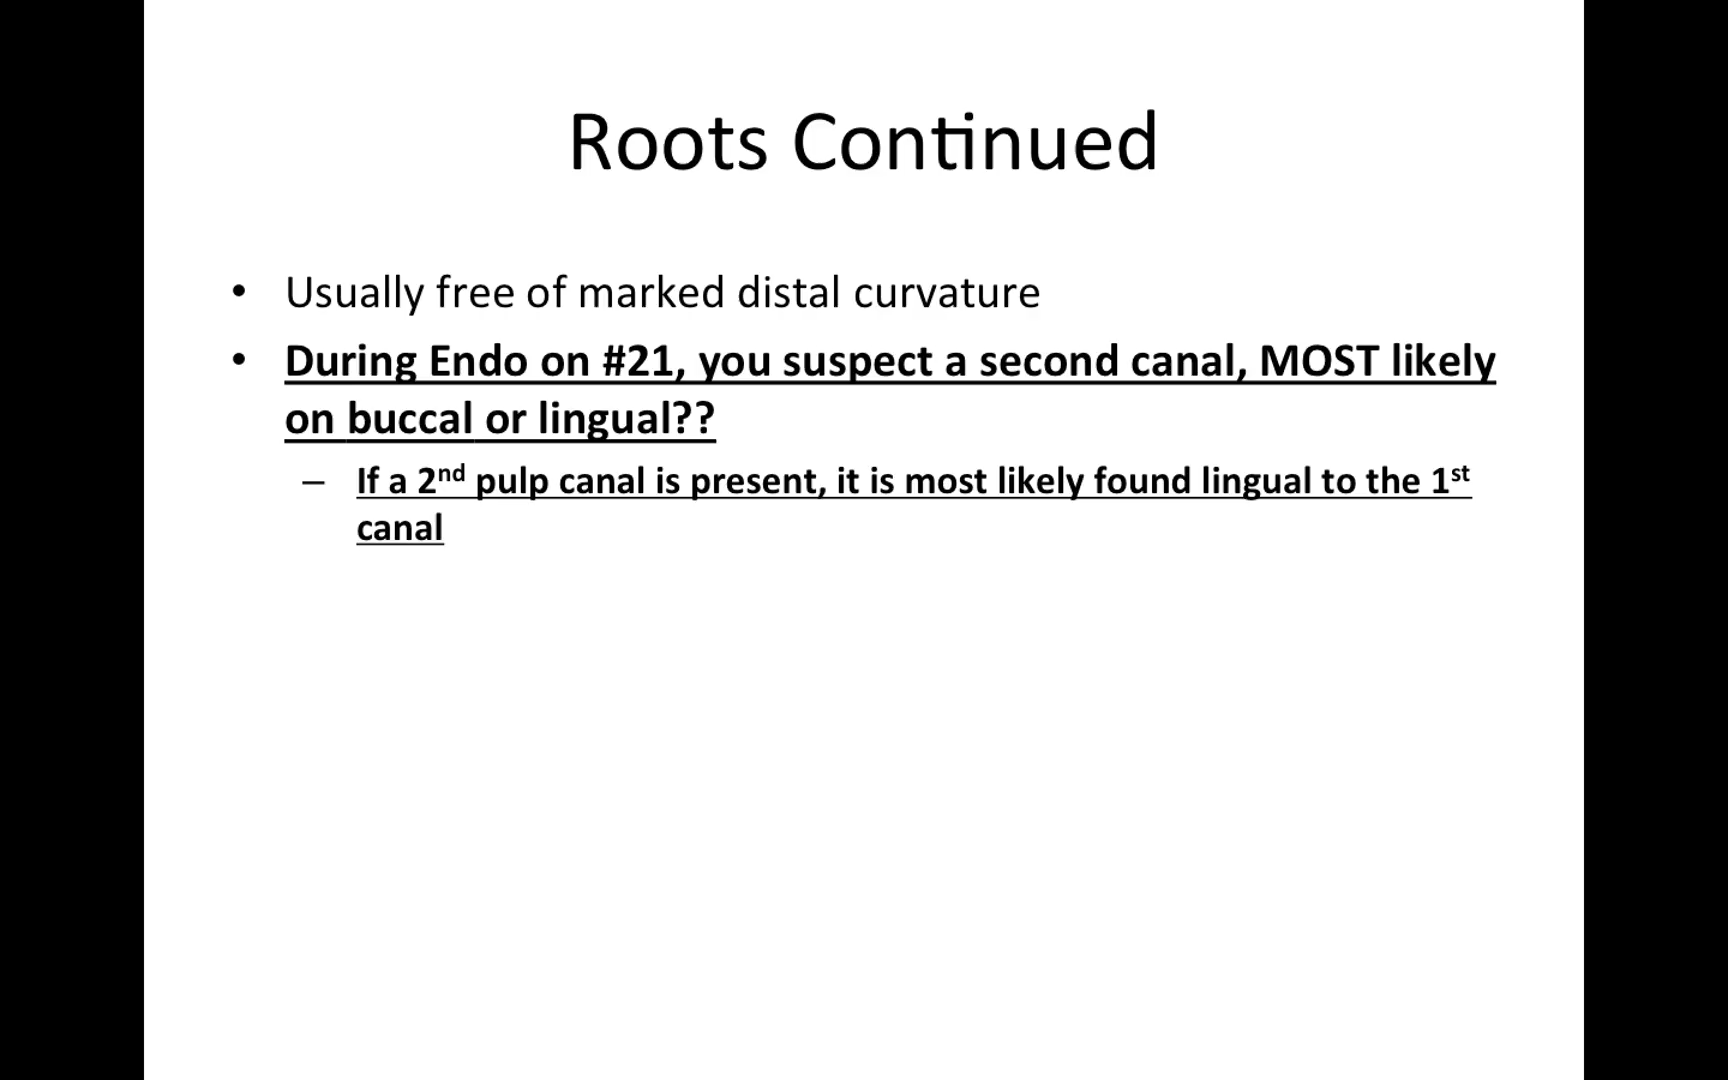 Roots Continued
• Usually free of marked distal curvature
• During Endo on #21, you suspect a second canal, MOST likely
on buccal or lingual??
– If a 2nd pulp canal is present, it is most likely found lingual to the 1st
canal